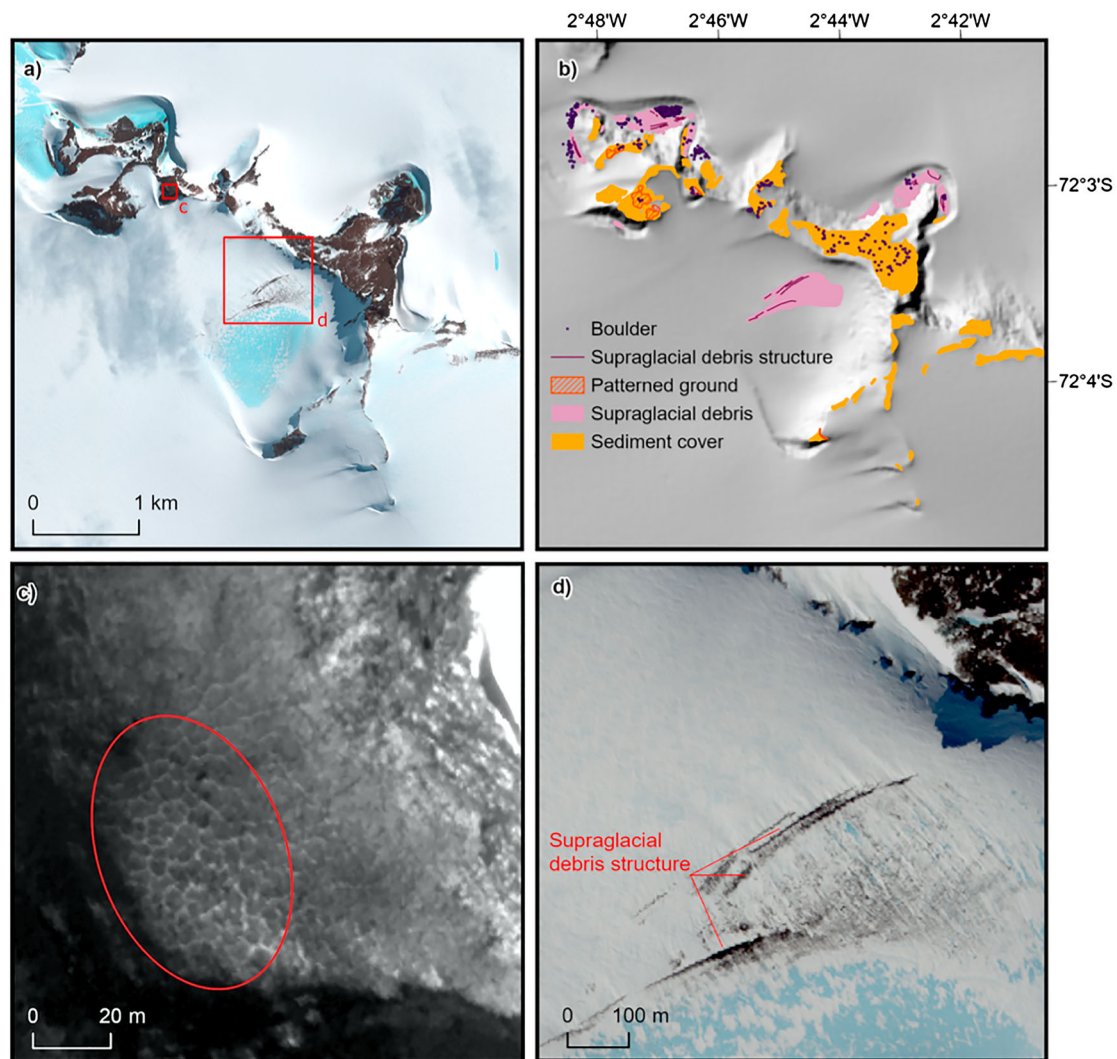 2°48'W 2°46'W 2°44'W 2°42'W
a)
b)
72°3'S
c
d
Boulder
Supraglacial debris structure
Patterned ground
Supraglacial debris
Sediment cover
72°4'S
0 1 km
c)
d)
Supraglacial
debris structure
0 20 m
0 100 m